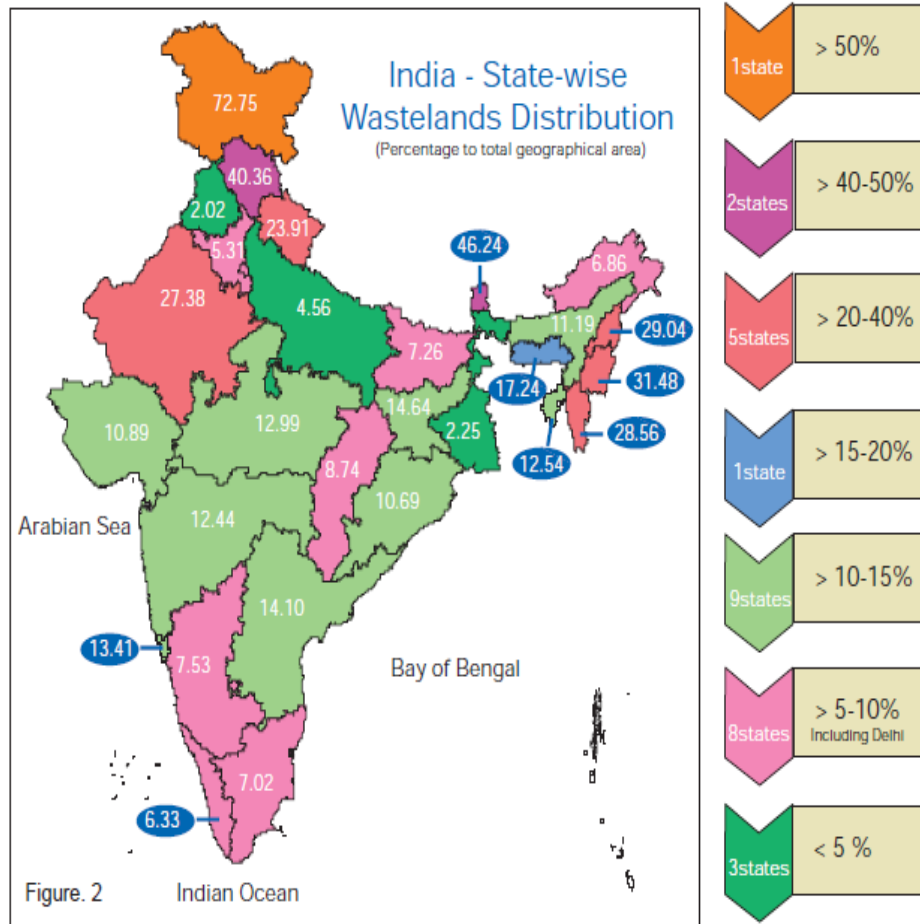 India - State-wise
Wastelands Distribution
(Percentage to total geographical area)
72.75
40.36
2.02
23.91
5.31
46.24
6.86
27.38
4.56
11.19
29.04
7.26
31.48
17.24
14.64
10.89
12.99
2.25
28.56
8.74
12.54
10.69
12.44
Arabian Sea
14.10
13.41
7.53
Bay of Bengal
7.02
6.33
Figure. 2
Indian Ocean
1state
> 50%
2states
> 40-50%
5states
> 20-40%
1state
> 15-20%
9states
> 10-15%
8states
> 5-10%
Including Delhi
3states
< 5 %